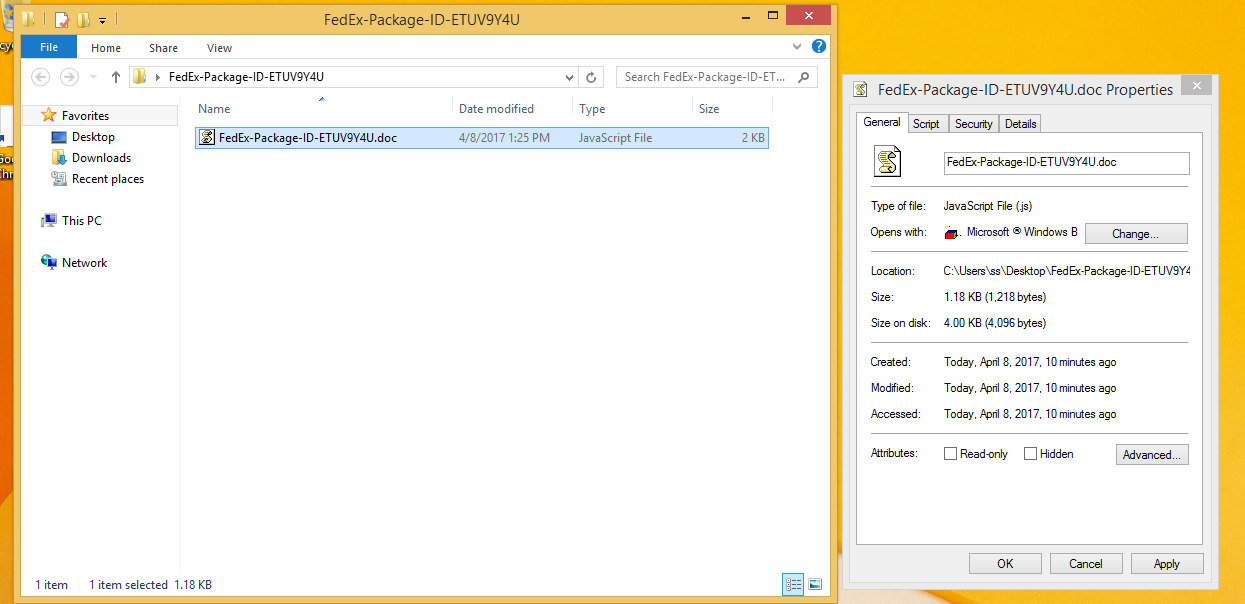 FedEx-Package-ID-ETUV9Y4U
File Home Share View
FedEx-Package-ID-ETUV9Y4U
Search FedEx-Package-ID-ET...
Name Date modified Type Size
FedEx-Package-ID-ETUV9Y4U.doc 4/8/2017 1:25 PM JavaScript File 2 KB
Favorites
Desktop
Downloads
Recent places
This PC
Network
1 item 1 item selected 1.18 KB
FedEx-Package-ID-ETUV9Y4U.doc Properties
General Script Security Details
FedEx-Package-ID-ETUV9Y4U.doc
Type of file: JavaScript File (.js)
Opens with: Microsoft ® Windows B Change...
Location: C:\Users\ss\Desktop\FedEx-Package-ID-ETUV9Y4
Size: 1.18 KB (1,218 bytes)
Size on disk: 4.00 KB (4,096 bytes)
Created: Today, April 8, 2017, 10 minutes ago
Modified: Today, April 8, 2017, 10 minutes ago
Accessed: Today, April 8, 2017, 10 minutes ago
Attributes: Read-only Hidden Advanced...
OK Cancel Apply